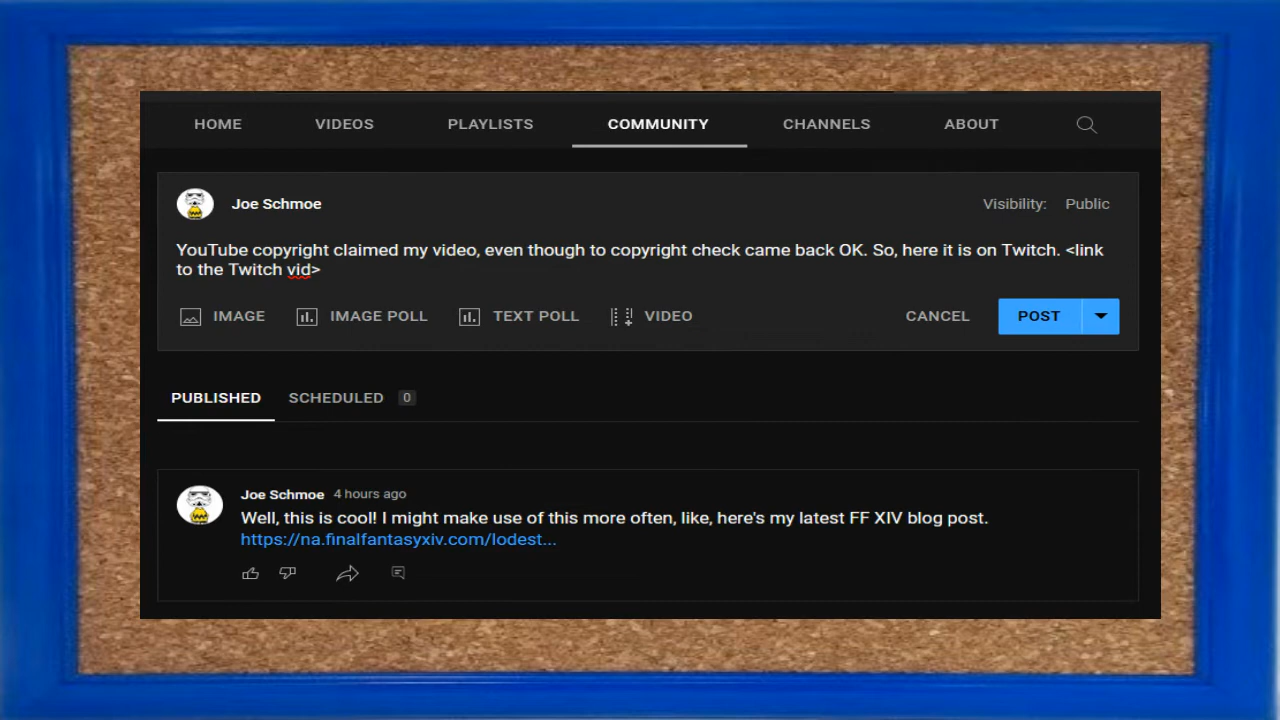 HOME VIDEOS PLAYLISTS COMMUNITY CHANNELS ABOUT
Joe Schmoe Visibility: Public
YouTube copyright claimed my video, even though to copyright check came back OK. So, here it is on Twitch. <link
to the Twitch vid>
IMAGE IMAGE POLL TEXT POLL VIDEO CANCEL POST
PUBLISHED SCHEDULED 0
Joe Schmoe 4 hours ago
Well, this is cool! I might make use of this more often, like, here's my latest FF XIV blog post.
https://na.finalfantasyxiv.com/lodest...